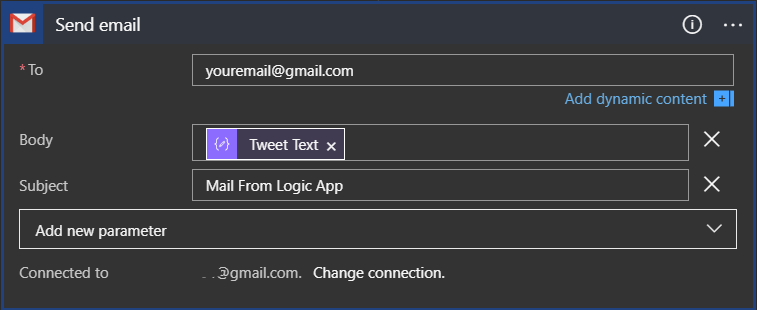 Send email
* To
youremail@gmail.com
Add dynamic content
Body
Tweet Text
Subject
Mail From Logic App
Add new parameter
Connected to
@gmail.com. Change connection.